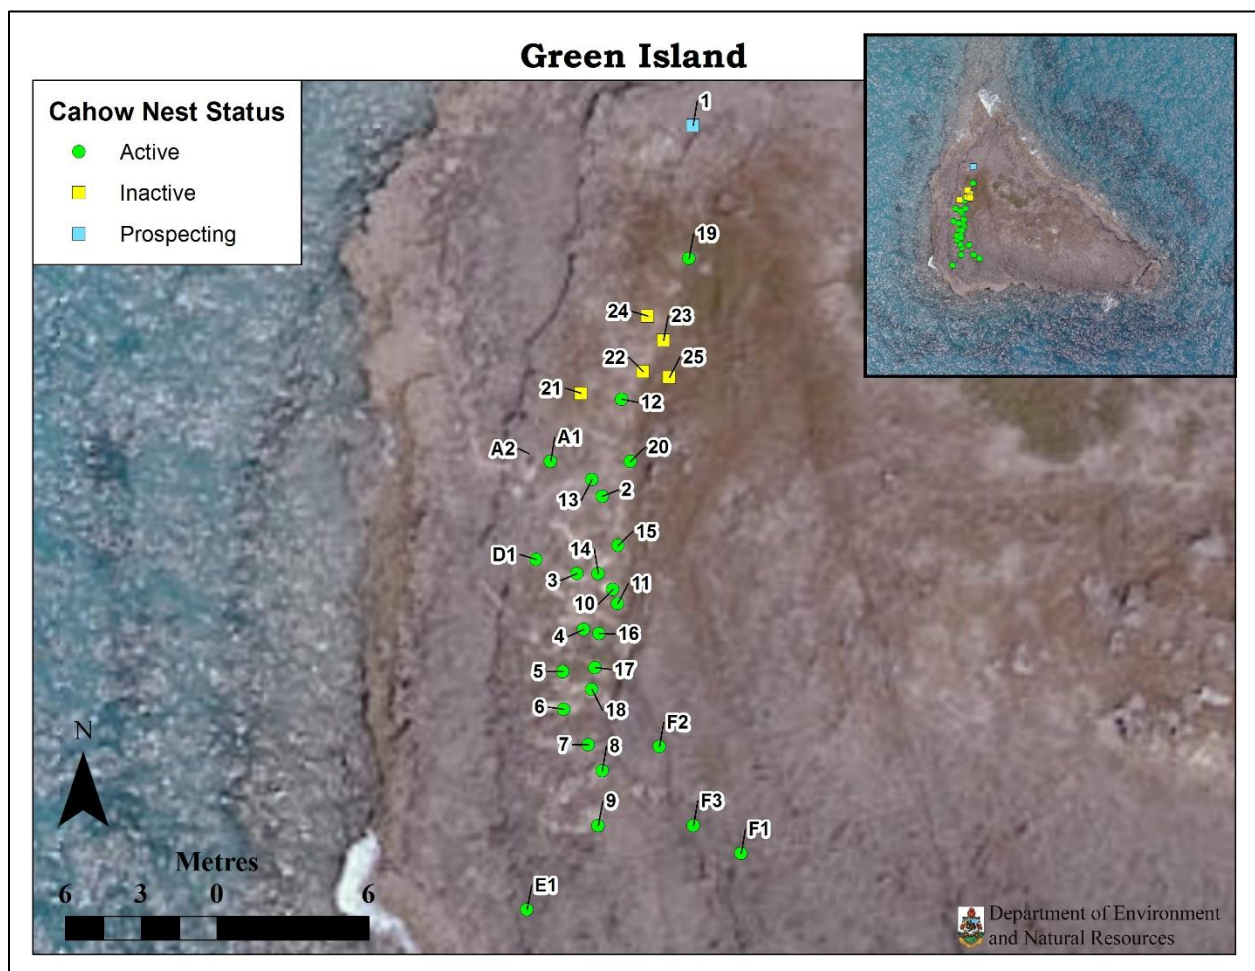 Green Island
Cahow Nest Status
Active
Inactive
Prospecting
1
19
24
23
22
25
21
12
A2
A1
20
13
2
15
D1
14
3
11
10
4
16
5
17
6
18
7
8
F2
9
F3
F1
E1
N
Metres
6 3 0 6
Department of Environment
and Natural Resources